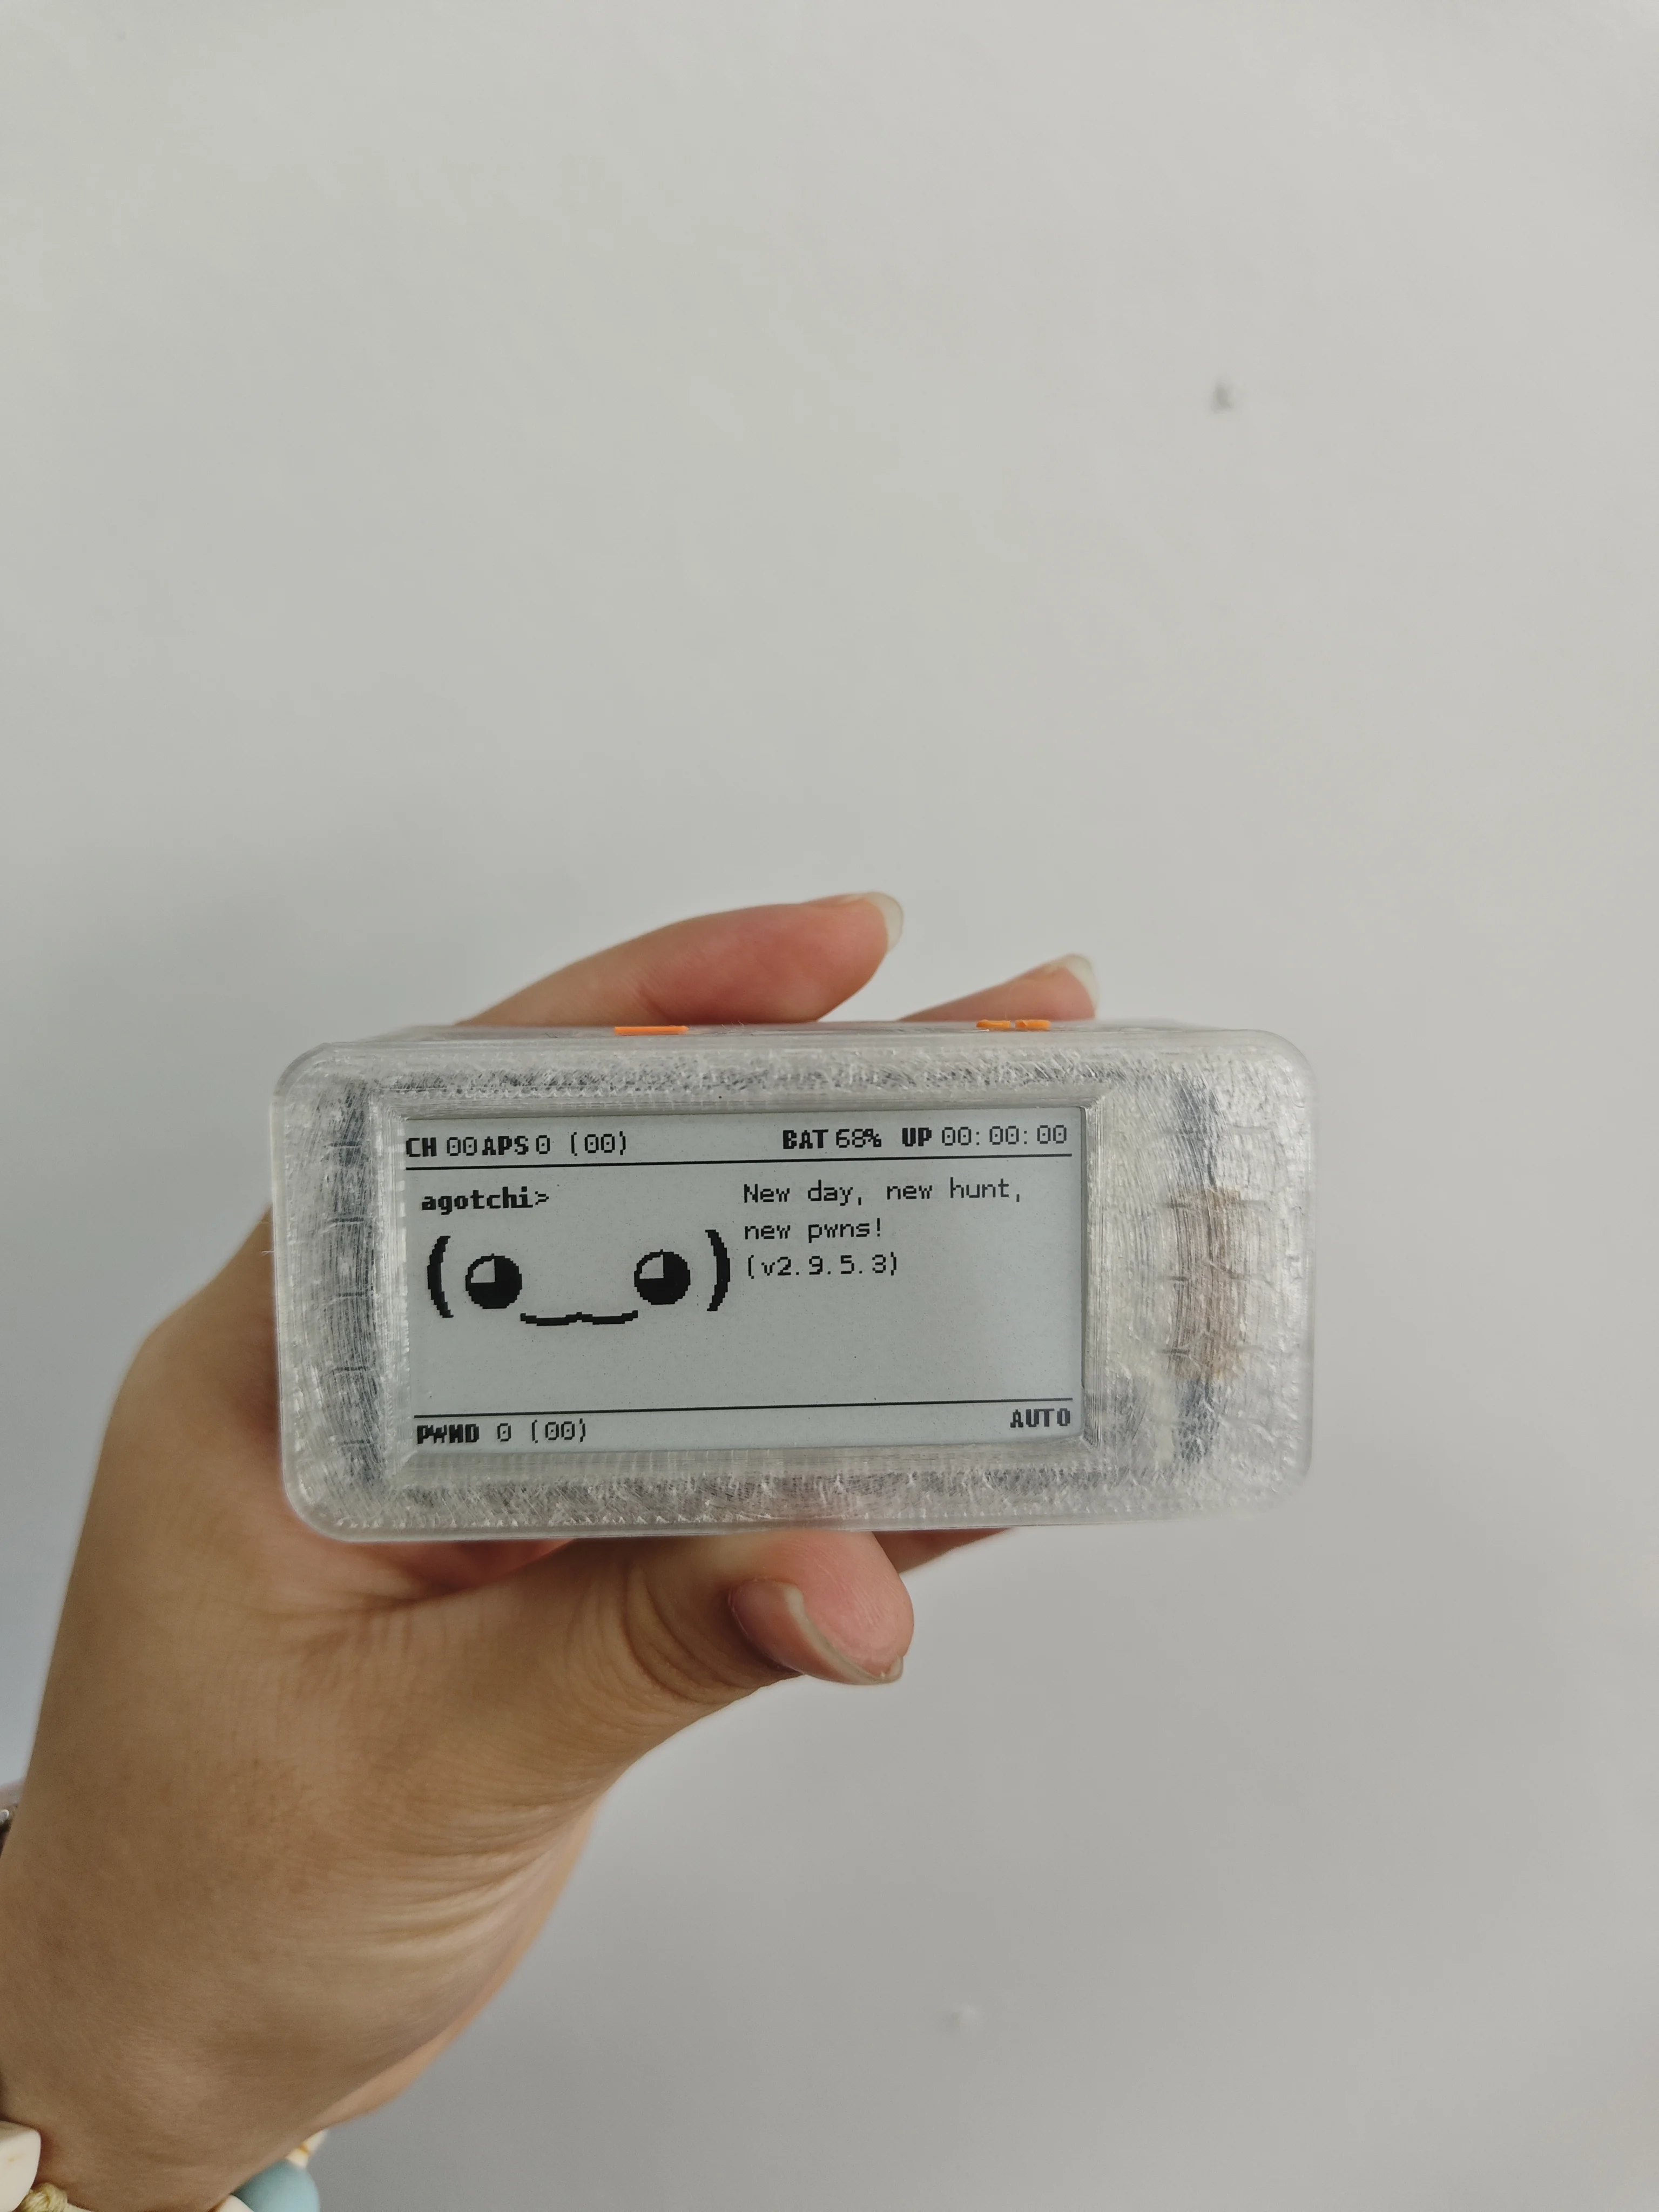 CH 00 APS 0 (00) BAT 68% UP 00:00:00
agotchi>
New day, new hunt,
new pwns!
(v2.9.5.3)
PWND 0 (00) AUTO